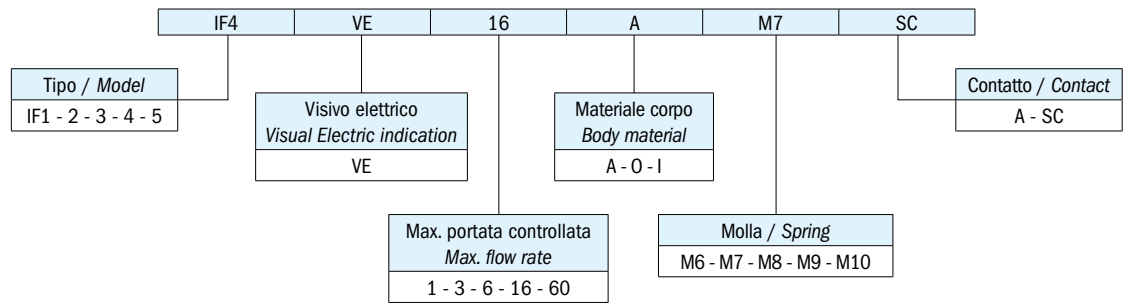 IF4 VE 16 A M7 SC
Tipo / Model
IF1 - 2 - 3 - 4 - 5
Visivo elettrico
Visual Electric indication
VE
Max. portata controllata
Max. flow rate
1 - 3 - 6 - 16 - 60
Materiale corpo
Body material
A - O - I
Molla / Spring
M6 - M7 - M8 - M9 - M10
Contatto / Contact
A - SC